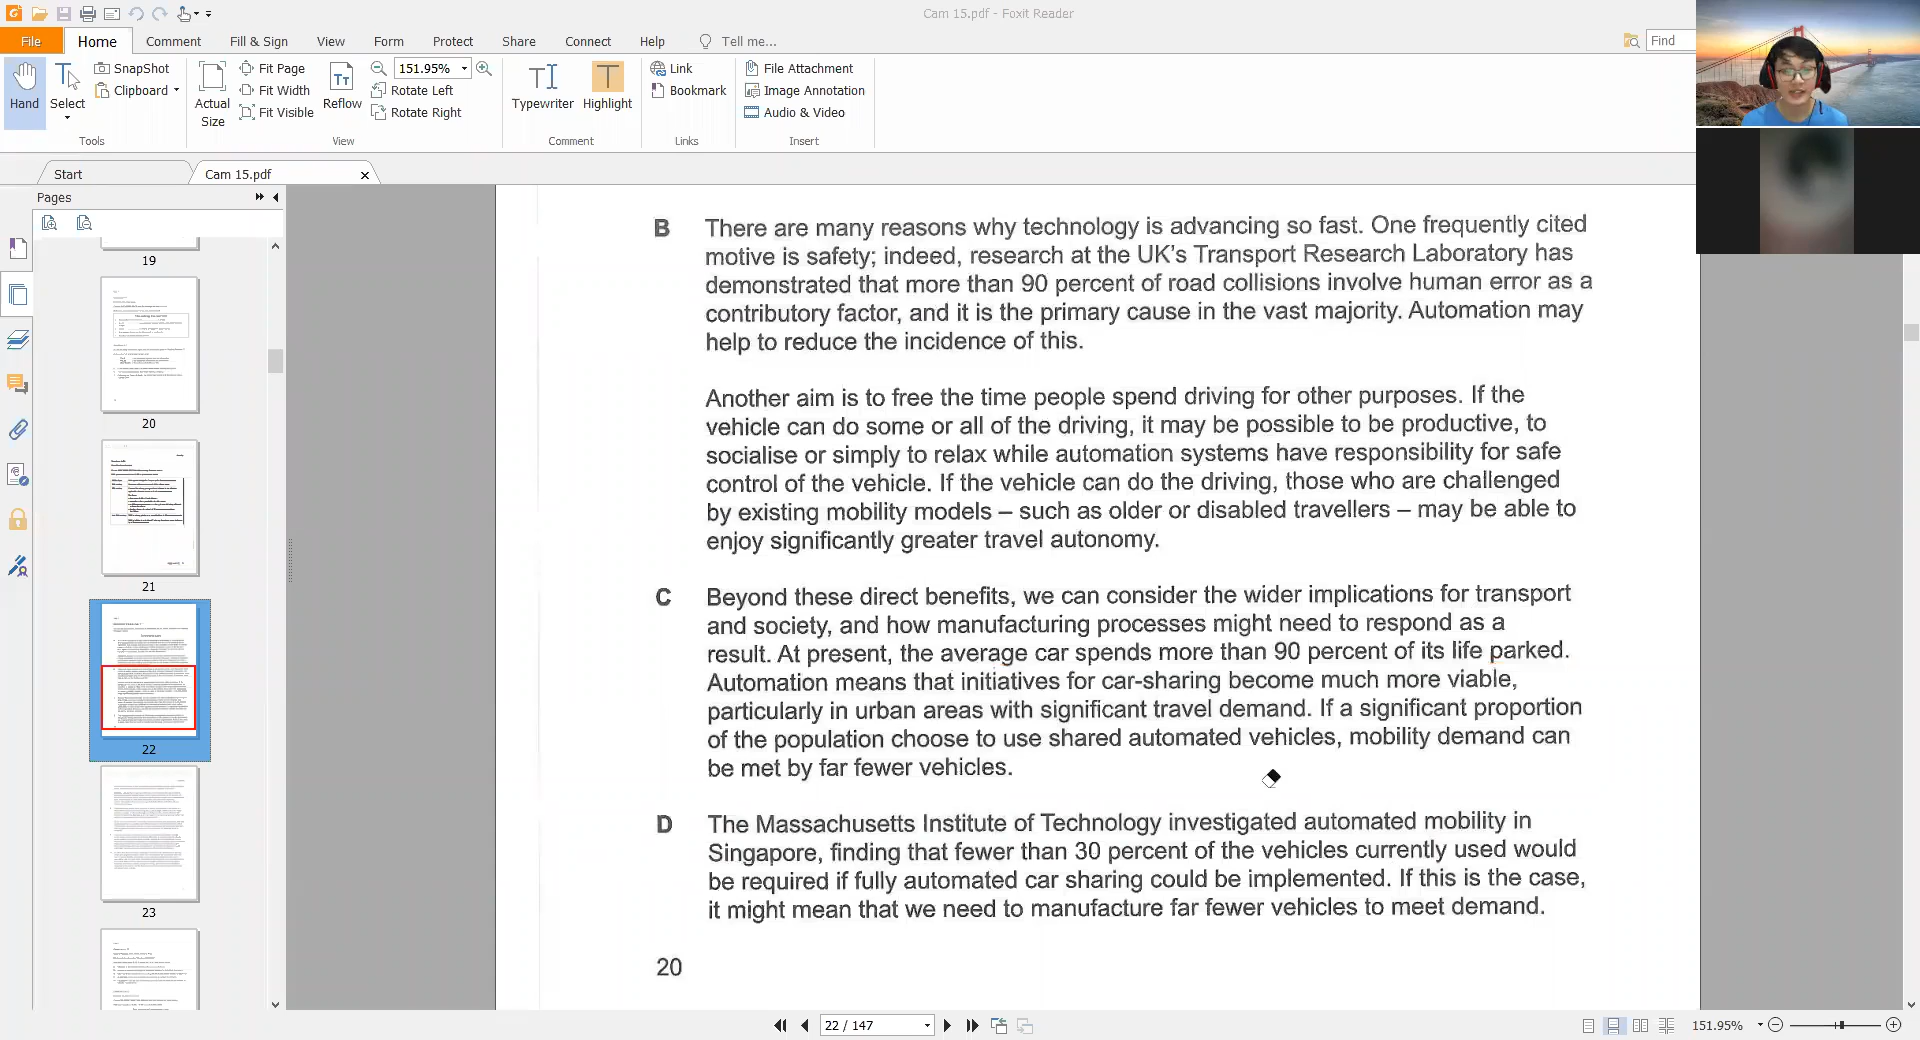 Cam 15.pdf - Foxit Reader
File
Home
Comment
Fill & Sign
View
Form
Protect
Share
Connect
Help
Tell me...
Find
Hand
Select
SnapShot
Clipboard
Actual
Size
Fit Page
Fit Width
Fit Visible
Reflow
151.95%
Rotate Left
Rotate Right
Typewriter
Highlight
Link
Bookmark
File Attachment
Image Annotation
Audio & Video
Tools
View
Comment
Links
Insert
Start
Cam 15.pdf
Pages
19
20
21
22
23
B There are many reasons why technology is advancing so fast. One frequently cited
motive is safety; indeed, research at the UK's Transport Research Laboratory has
demonstrated that more than 90 percent of road collisions involve human error as a
contributory factor, and it is the primary cause in the vast majority. Automation may
help to reduce the incidence of this.
Another aim is to free the time people spend driving for other purposes. If the
vehicle can do some or all of the driving, it may be possible to be productive, to
socialise or simply to relax while automation systems have responsibility for safe
control of the vehicle. If the vehicle can do the driving, those who are challenged
by existing mobility models – such as older or disabled travellers – may be able to
enjoy significantly greater travel autonomy.
C Beyond these direct benefits, we can consider the wider implications for transport
and society, and how manufacturing processes might need to respond as a
result. At present, the average car spends more than 90 percent of its life parked.
Automation means that initiatives for car-sharing become much more viable,
particularly in urban areas with significant travel demand. If a significant proportion
of the population choose to use shared automated vehicles, mobility demand can
be met by far fewer vehicles.
D The Massachusetts Institute of Technology investigated automated mobility in
Singapore, finding that fewer than 30 percent of the vehicles currently used would
be required if fully automated car sharing could be implemented. If this is the case,
it might mean that we need to manufacture far fewer vehicles to meet demand.
20
22 / 147
151.95%